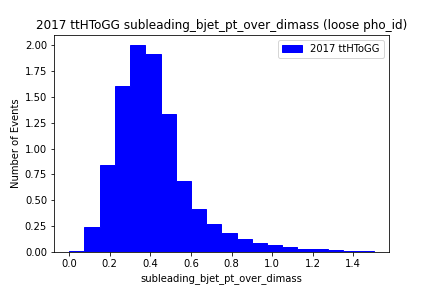 2017 ttHToGG subleading_bjet_pt_over_dimass (loose pho_id)
2017 ttHToGG
Number of Events
2.00
1.75
1.50
1.25
1.00
0.75
0.50
0.25
0.00
0.0 0.2 0.4 0.6 0.8 1.0 1.2 1.4
subleading_bjet_pt_over_dimass